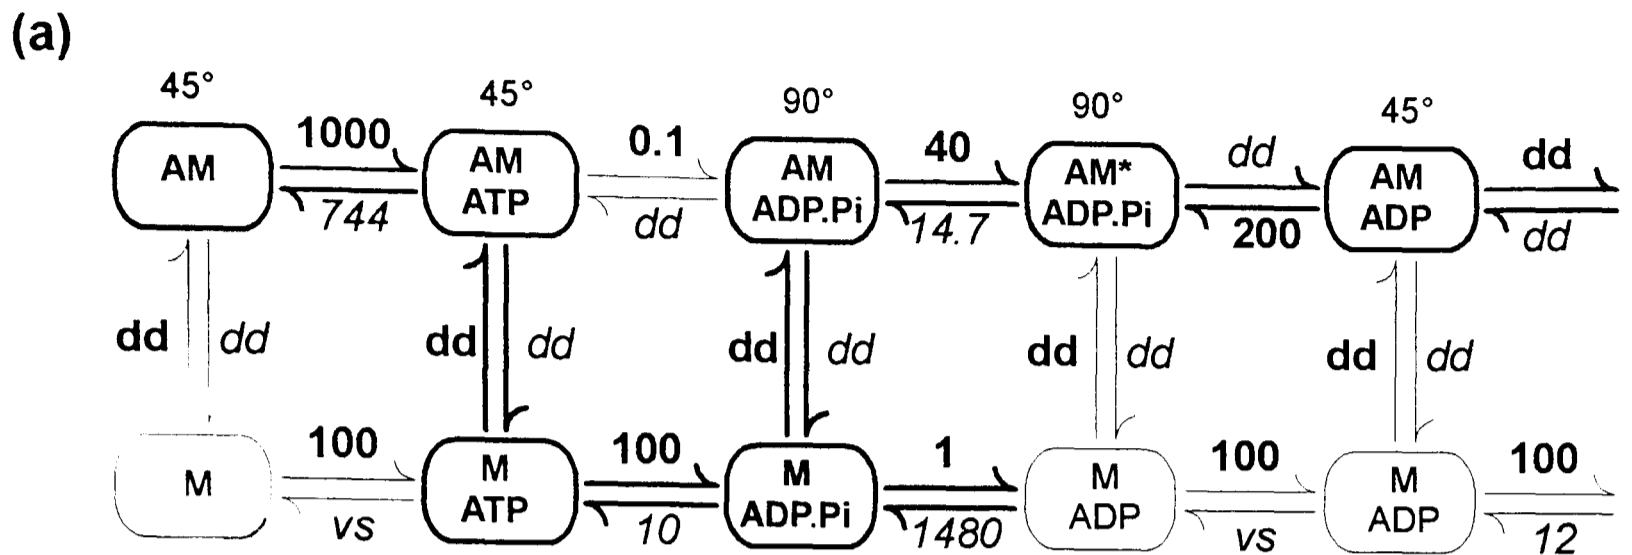 (a)
45° 45° 90° 90° 45°
1000 0.1 40 dd dd
AM AM ATP AM ADP.Pi AM* ADP.Pi AM ADP
744 dd 14.7 200 dd
dd dd dd dd dd dd dd dd dd dd
100 100 1 100 100
M M ATP M ADP.Pi M ADP M ADP
vs 10 1480 vs 12